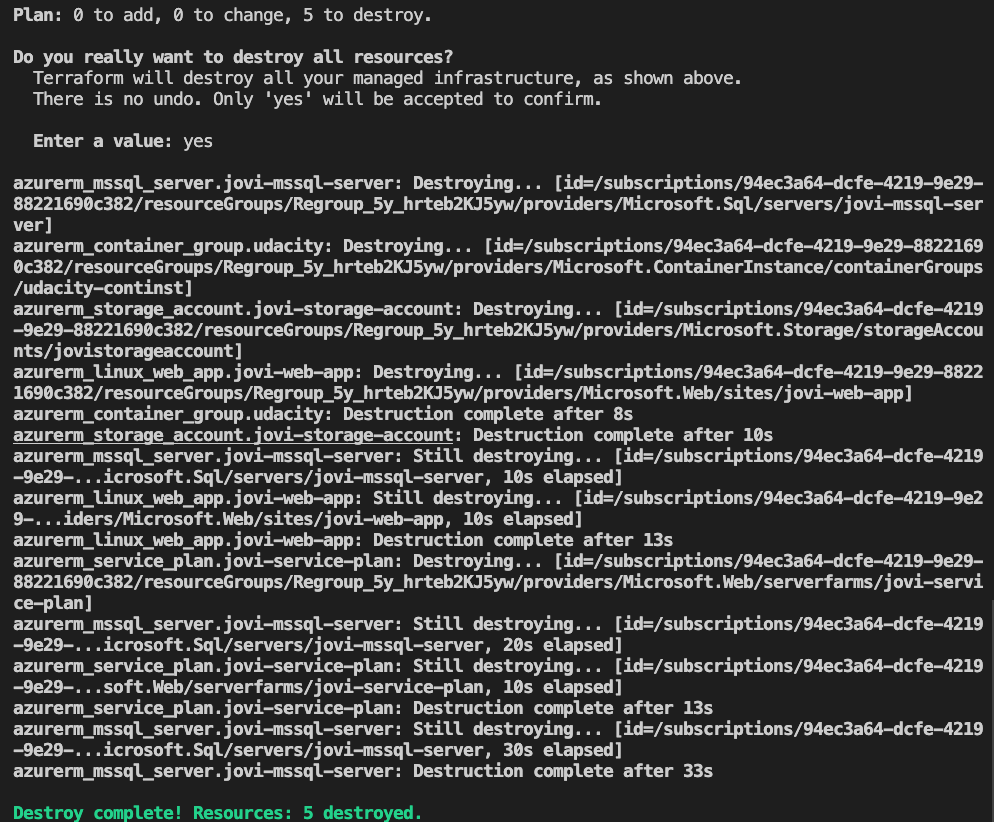 Plan: 0 to add, 0 to change, 5 to destroy.
Do you really want to destroy all resources?
Terraform will destroy all your managed infrastructure, as shown above.
There is no undo. Only 'yes' will be accepted to confirm.
Enter a value: yes
azurerm_mssql_server.jovi-mssql-server: Destroying... [id=/subscriptions/94ec3a64-dcfe-4219-9e29-
88221690c382/resourceGroups/Regroup_5y_hrteb2KJ5yw/providers/Microsoft.Sql/servers/jovi-mssql-ser
ver]
azurerm_container_group.udacity: Destroying... [id=/subscriptions/94ec3a64-dcfe-4219-9e29-8822169
0c382/resourceGroups/Regroup_5y_hrteb2KJ5yw/providers/Microsoft.ContainerInstance/containerGroups
/udacity-continst]
azurerm_storage_account.jovi-storage-account: Destroying... [id=/subscriptions/94ec3a64-dcfe-4219
-9e29-88221690c382/resourceGroups/Regroup_5y_hrteb2KJ5yw/providers/Microsoft.Storage/storageAccou
nts/jovistorageaccount]
azurerm_linux_web_app.jovi-web-app: Destroying... [id=/subscriptions/94ec3a64-dcfe-4219-9e29-8822
1690c382/resourceGroups/Regroup_5y_hrteb2KJ5yw/providers/Microsoft.Web/sites/jovi-web-app]
azurerm_container_group.udacity: Destruction complete after 8s
azurerm_storage_account.jovi-storage-account: Destruction complete after 10s
azurerm_mssql_server.jovi-mssql-server: Still destroying... [id=/subscriptions/94ec3a64-dcfe-4219
-9e29-...icrosoft.Sql/servers/jovi-mssql-server, 10s elapsed]
azurerm_linux_web_app.jovi-web-app: Still destroying... [id=/subscriptions/94ec3a64-dcfe-4219-9e2
9-...iders/Microsoft.Web/sites/jovi-web-app, 10s elapsed]
azurerm_linux_web_app.jovi-web-app: Destruction complete after 13s
azurerm_service_plan.jovi-service-plan: Destroying... [id=/subscriptions/94ec3a64-dcfe-4219-9e29-
88221690c382/resourceGroups/Regroup_5y_hrteb2KJ5yw/providers/Microsoft.Web/serverfarms/jovi-servi
ce-plan]
azurerm_mssql_server.jovi-mssql-server: Still destroying... [id=/subscriptions/94ec3a64-dcfe-4219
-9e29-...icrosoft.Sql/servers/jovi-mssql-server, 20s elapsed]
azurerm_service_plan.jovi-service-plan: Still destroying... [id=/subscriptions/94ec3a64-dcfe-4219
-9e29-...soft.Web/serverfarms/jovi-service-plan, 10s elapsed]
azurerm_service_plan.jovi-service-plan: Destruction complete after 13s
azurerm_mssql_server.jovi-mssql-server: Still destroying... [id=/subscriptions/94ec3a64-dcfe-4219
-9e29-...icrosoft.Sql/servers/jovi-mssql-server, 30s elapsed]
azurerm_mssql_server.jovi-mssql-server: Destruction complete after 33s
Destroy complete! Resources: 5 destroyed.